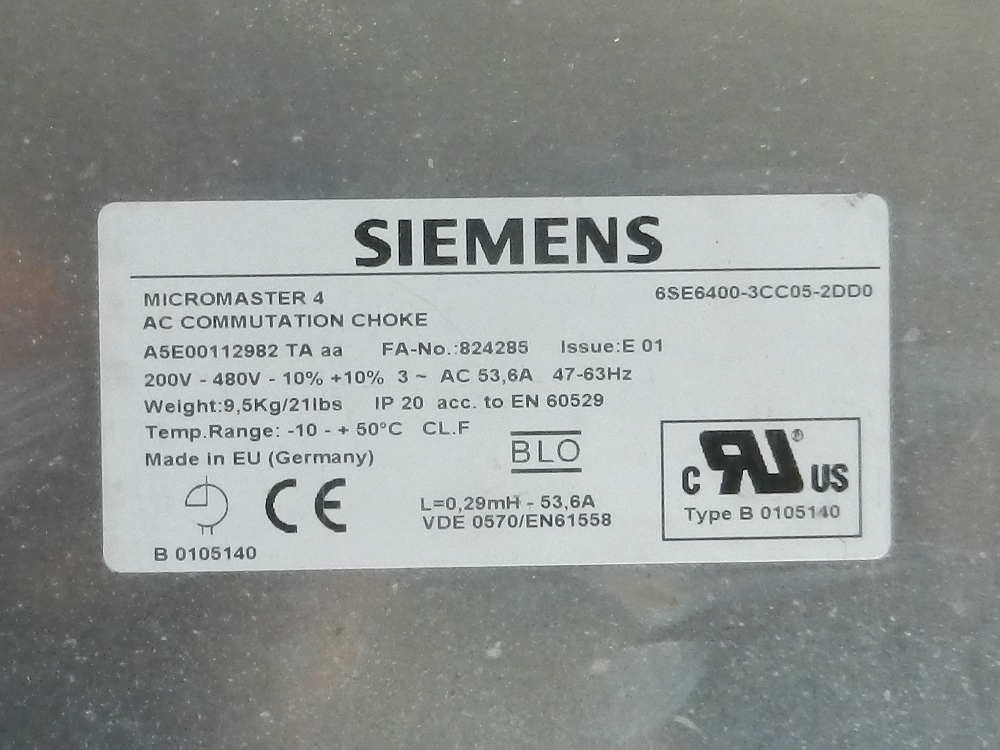 SIEMENS
MICROMASTER 4
6SE6400-3CC05-2DD0
AC COMMUTATION CHOKE
A5E00112982 TA aa FA-No.:824285 Issue:E 01
200V - 480V - 10% +10% 3 ~ AC 53,6A 47-63Hz
Weight:9,5Kg/21lbs IP 20 acc. to EN 60529
Temp.Range: -10 - + 50°C CL.F
Made in EU (Germany)
BLO
CE
L=0,29mH - 53,6A
VDE 0570/EN61558
B 0105140
C RU ® US
Type B 0105140